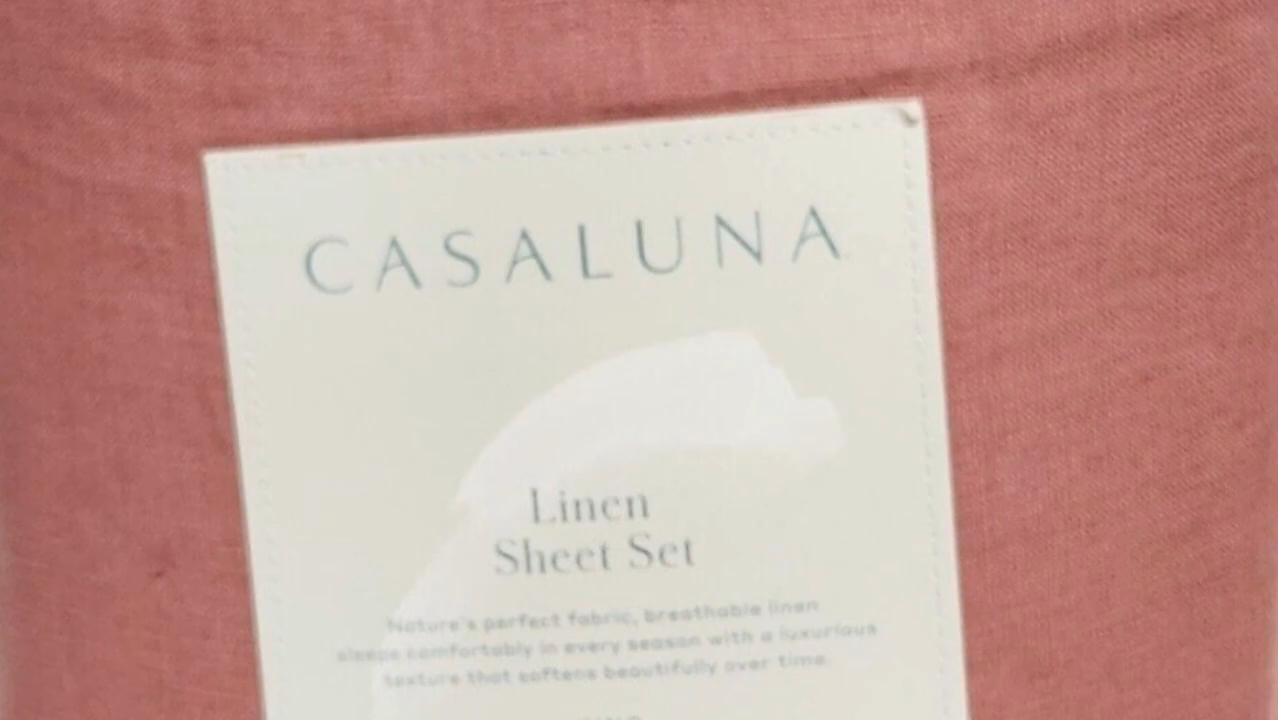 CASALUNA
Linen
Sheet Set
Nature's perfect fabric, breathable linen
sleeps comfortably in every season with a luxurious
texture that softens beautifully over time.